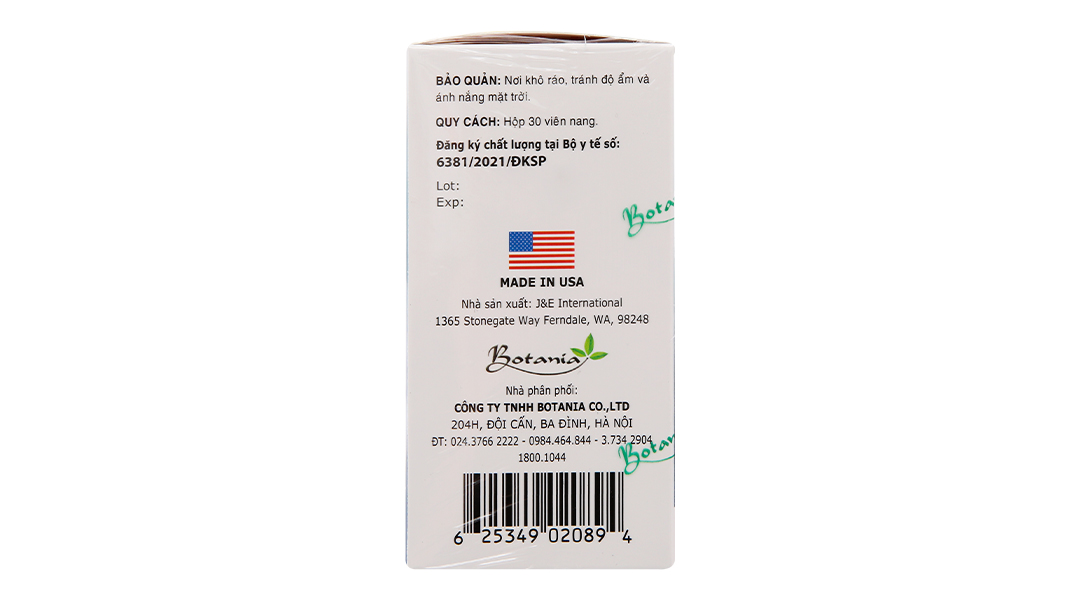 BẢO QUẢN: Nơi khô ráo, tránh độ ẩm và
ánh nắng mặt trời.
QUY CÁCH: Hộp 30 viên nang.
Đăng ký chất lượng tại Bộ y tế số:
6381/2021/ĐKSP
Lot:
Exp:
MADE IN USA
Nhà sản xuất: J&E International
1365 Stonegate Way Ferndale, WA, 98248
Botania
Nhà phân phối:
CÔNG TY TNHH BOTANIA CO.,LTD
204H, ĐỘI CẤN, BA ĐÌNH, HÀ NỘI
ĐT: 024.3766 2222 - 0984.464.844 - 3.734 2904
1800.1044
6 25349 02089 4